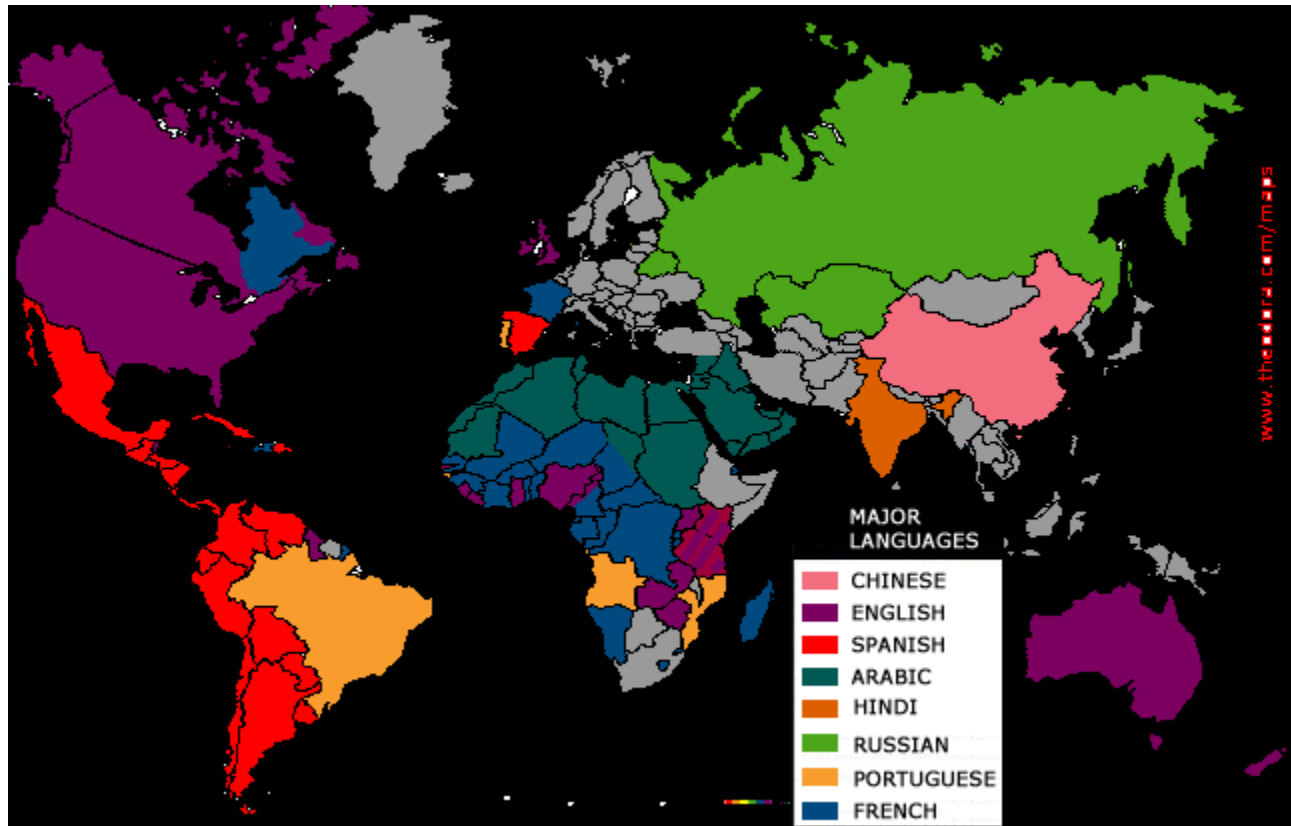 www.theodora.com/maps
MAJOR
LANGUAGES
CHINESE
ENGLISH
SPANISH
ARABIC
HINDI
RUSSIAN
PORTUGUESE
FRENCH